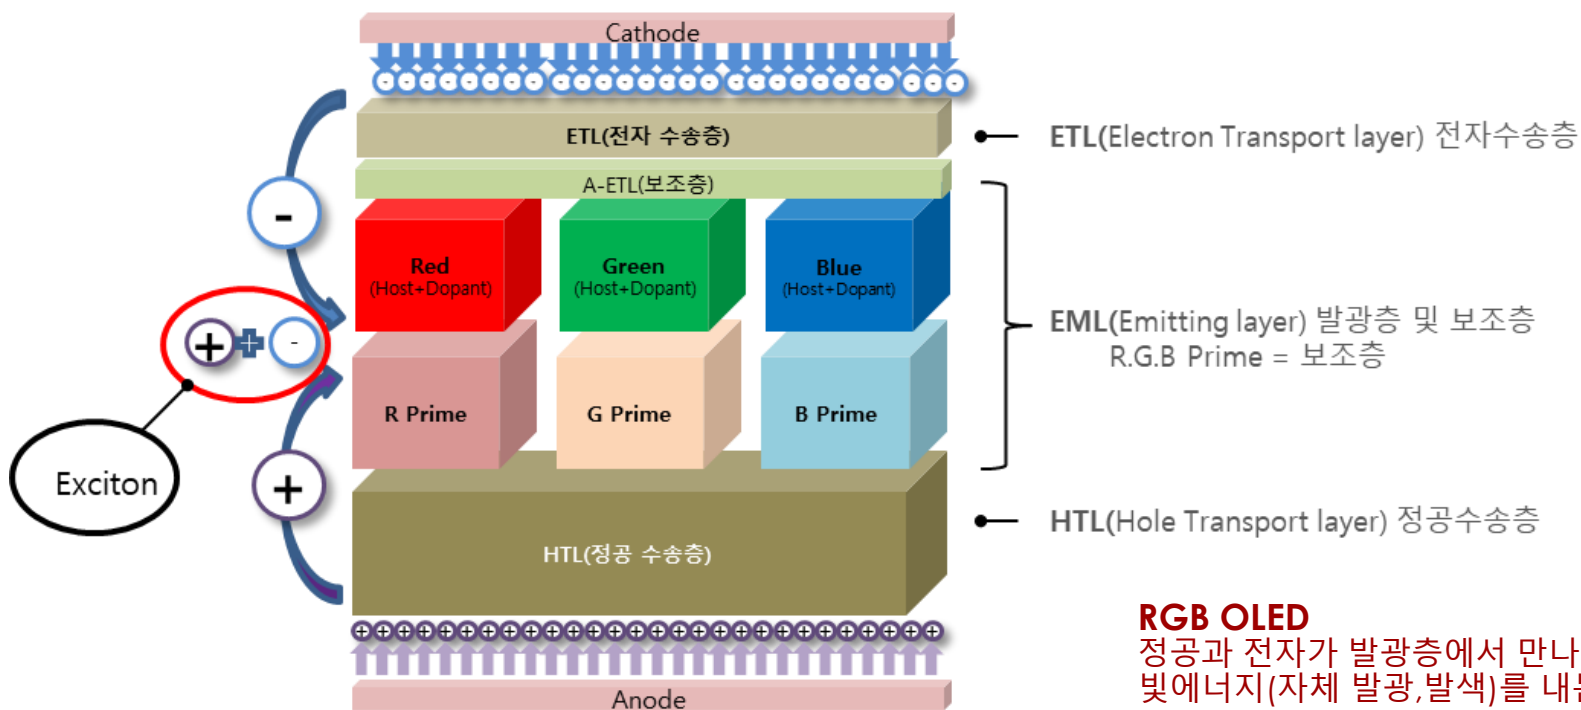 Cathode
ETL(전자 수송층)
ETL(Electron Transport layer) 전자수송층
A-ETL(보조층)
Red
(Host+Dopant)
Green
(Host+Dopant)
Blue
(Host+Dopant)
EML(Emitting layer) 발광층 및 보조층
R.G.B Prime = 보조층
R Prime
G Prime
B Prime
Exciton
HTL(정공 수송층)
HTL(Hole Transport layer) 정공수송층
RGB OLED
정공과 전자가 발광층에서 만나
빛에너지(자체 발광,발색)를
Anode